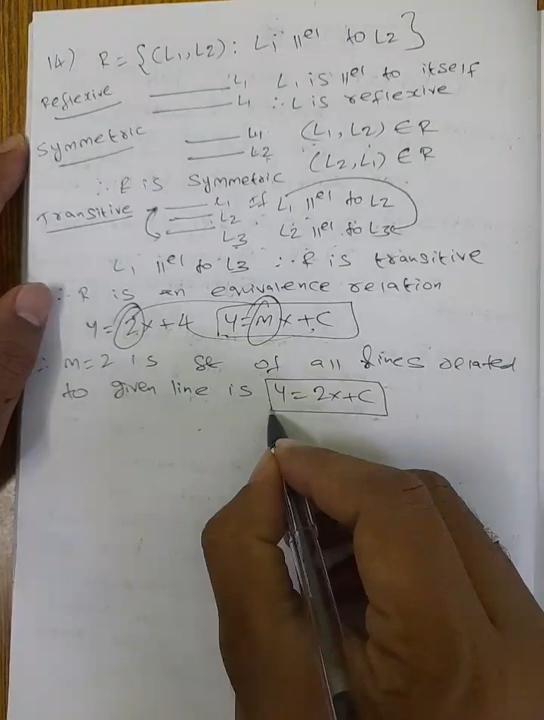 14) R = {(L1, L2) : L1 ||el to L2}
Reflexive L1 L1 is ||el to itself
L1 ∴ L is reflexive
Symmetric L1 (L1, L2) ∈ R
L2 (L2, L1) ∈ R
∴ R is Symmetric
Transitive L1 If L1 ||el to L2
L2
L3 L2 ||el to L3
L1 ||el to L3 ∴ R is transitive
∴ R is an equivalence relation
y = 2x + 4 y = mx + c
∴ m = 2 is se of all lines related
to given line is y = 2x + c